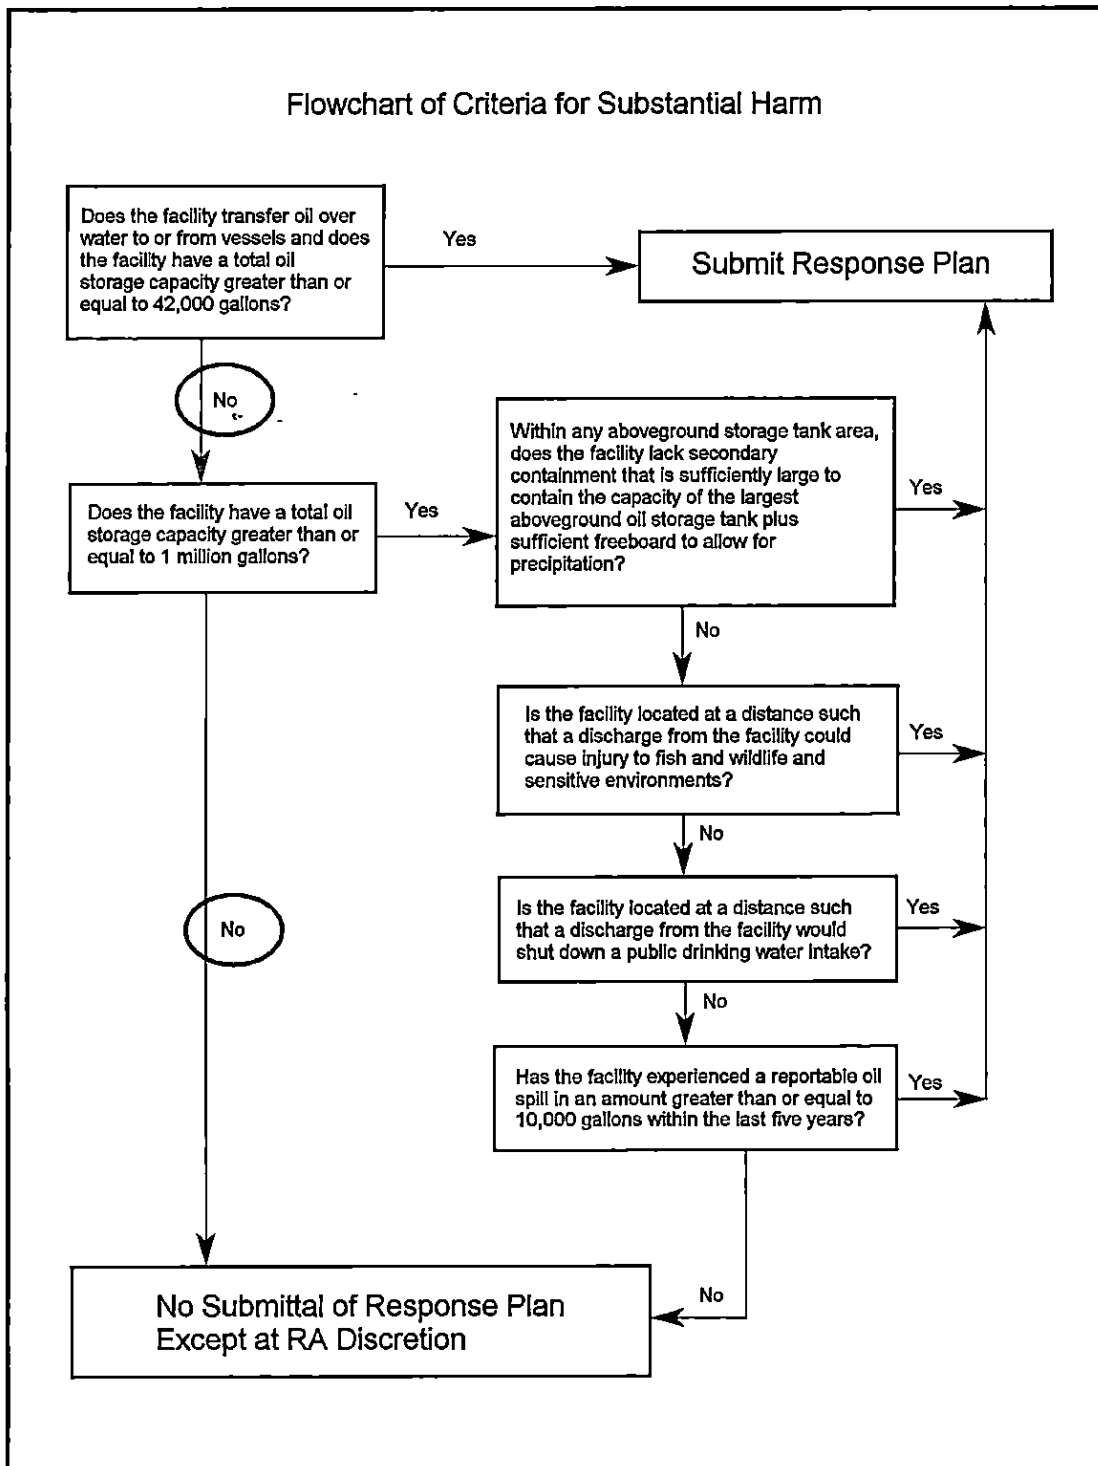 Flowchart of Criteria for Substantial Harm
Does the facility transfer oil over
water to or from vessels and does
the facility have a total oil
storage capacity greater than or
equal to 42,000 gallons?
Yes
Submit Response Plan
No
Does the facility have a total oil
storage capacity greater than or
equal to 1 million gallons?
Yes
Within any aboveground storage tank area,
does the facility lack secondary
containment that is sufficiently large to
contain the capacity of the largest
aboveground oil storage tank plus
sufficient freeboard to allow for
precipitation?
Yes
No
Is the facility located at a distance such
that a discharge from the facility could
cause injury to fish and wildlife and
sensitive environments?
Yes
No
Is the facility located at a distance such
that a discharge from the facility would
shut down a public drinking water intake?
Yes
No
No
Has the facility experienced a reportable oil
spill in an amount greater than or equal to
10,000 gallons within the last five years?
Yes
No
No Submittal of Response Plan
Except at RA Discretion